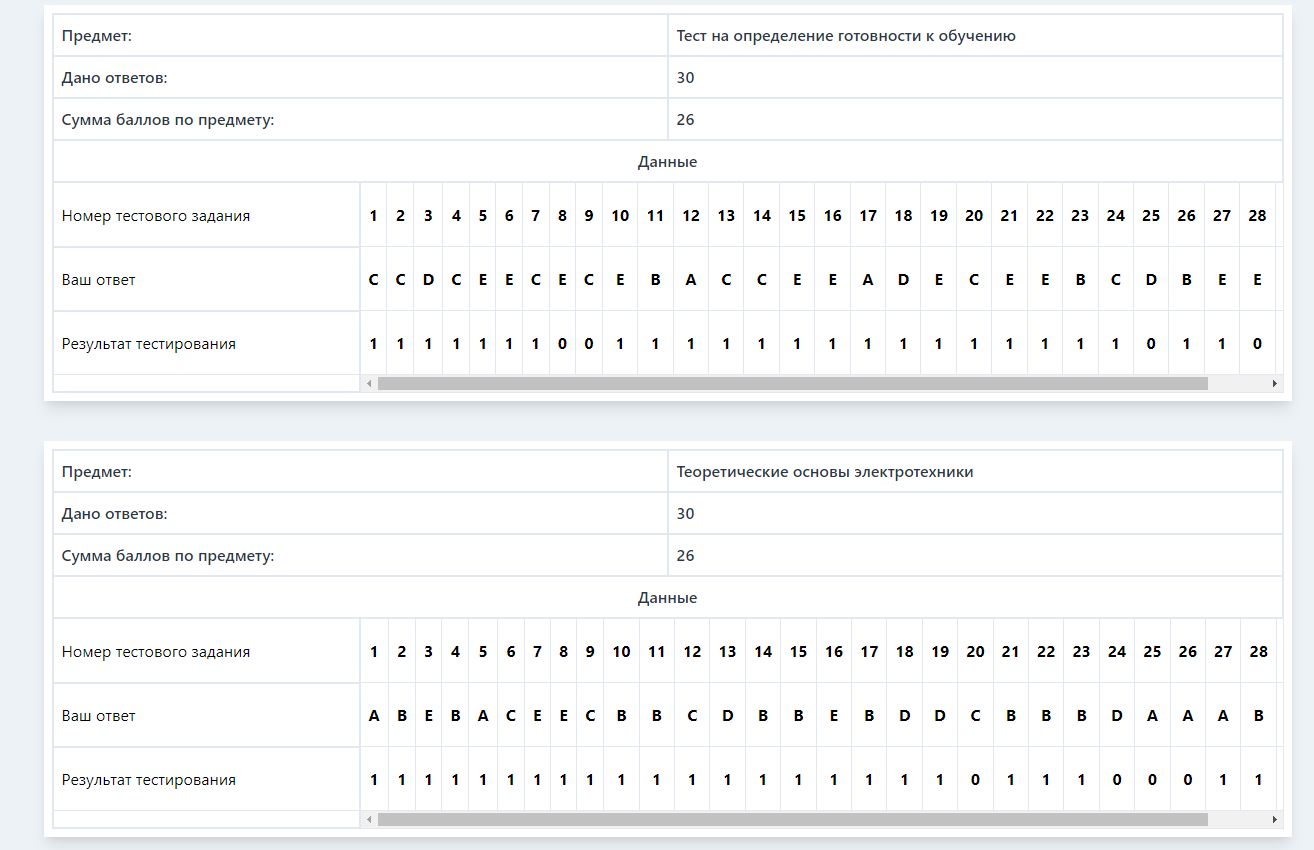 Предмет: Тест на определение готовности к обучению
Дано ответов: 30
Сумма баллов по предмету: 26
Данные
Номер тестового задания 1 2 3 4 5 6 7 8 9 10 11 12 13 14 15 16 17 18 19 20 21 22 23 24 25 26 27 28
Ваш ответ C C D C E E C E C E B A C C E E A D E C E E B C D B E E
Результат тестирования 1 1 1 1 1 1 1 0 0 1 1 1 1 1 1 1 1 1 1 1 1 1 1 1 0 1 1 0
Предмет: Теоретические основы электротехники
Дано ответов: 30
Сумма баллов по предмету: 26
Данные
Номер тестового задания 1 2 3 4 5 6 7 8 9 10 11 12 13 14 15 16 17 18 19 20 21 22 23 24 25 26 27 28
Ваш ответ A B E B A C E E C B B C D B B E B D D C B B B D A A A B
Результат тестирования 1 1 1 1 1 1 1 1 1 1 1 1 1 1 1 1 1 1 1 0 1 1 1 0 0 0 1 1